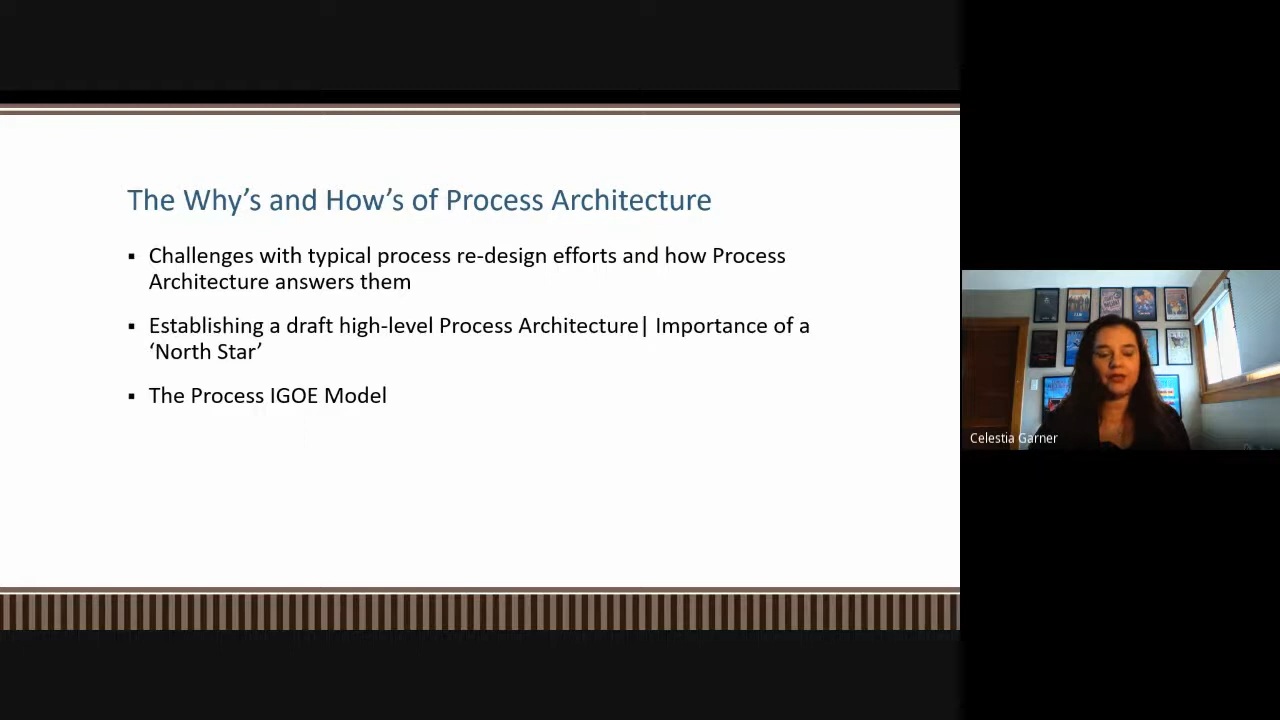 The Why’s and How’s of Process Architecture
▪ Challenges with typical process re-design efforts and how Process
Architecture answers them
▪ Establishing a draft high-level Process Architecture| Importance of a
‘North Star’
▪ The Process IGOE Model
Celestia Garner